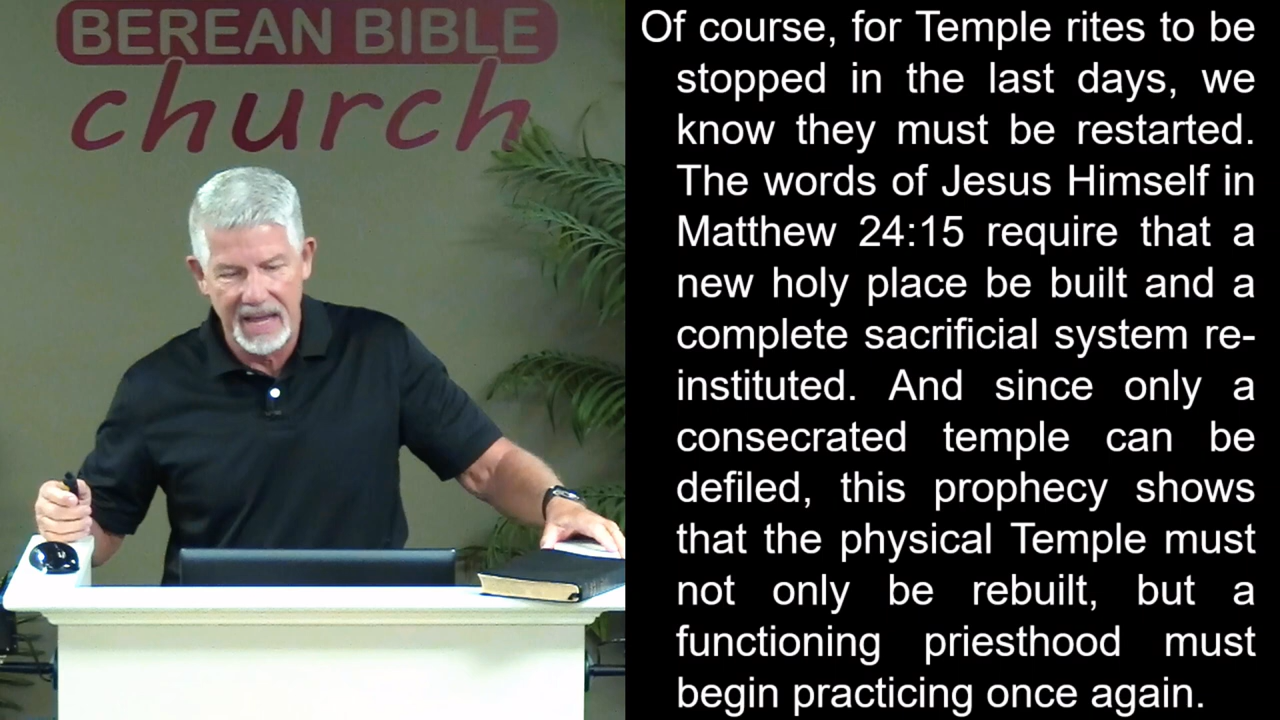 BEREAN BIBLE
church
Of course, for Temple rites to be
stopped in the last days, we
know they must be restarted.
The words of Jesus Himself in
Matthew 24:15 require that a
new holy place be built and a
complete sacrificial system re-
instituted. And since only a
consecrated temple can be
defiled, this prophecy shows
that the physical Temple must
not only be rebuilt, but a
functioning priesthood must
begin practicing once again.